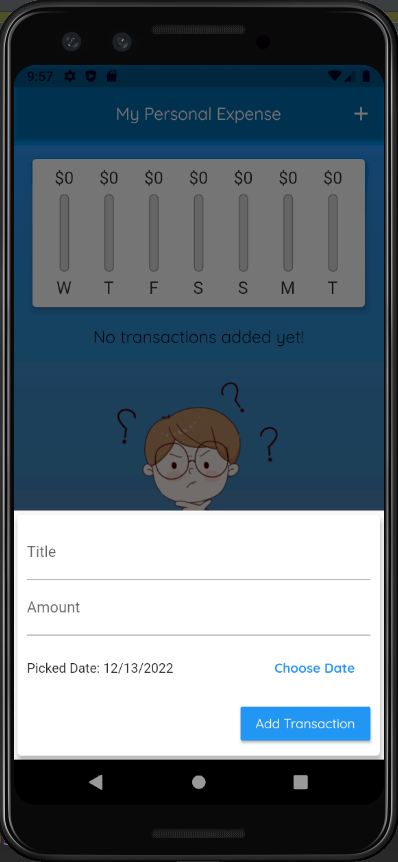 9:57
My Personal Expense +
$0 $0 $0 $0 $0 $0 $0
W T F S S M T
No transactions added yet!
? ? ?
Title
Amount
Picked Date: 12/13/2022 Choose Date
Add Transaction